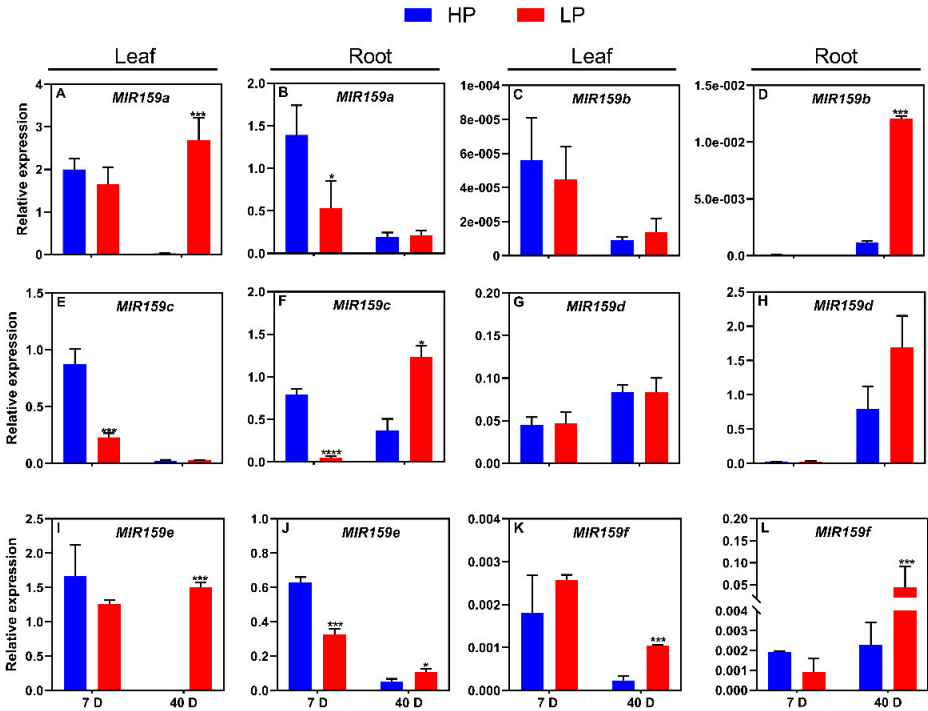 HP LP
Leaf Root Leaf Root
A MIR159a
Relative expression
4
3
2
1
0
***
B MIR159a
2.0
1.5
1.0
0.5
0.0
*
C MIR159b
1e-004
8e-005
6e-005
4e-005
2e-005
0
D MIR159b
1.5e-002
1.0e-002
5.0e-003
0.0
***
E MIR159c
Relative expression
1.5
1.0
0.5
0.0
***
F MIR159c
2.0
1.5
1.0
0.5
0.0
****
*
G MIR159d
0.20
0.15
0.10
0.05
0.00
H MIR159d
2.5
2.0
1.5
1.0
0.5
0.0
I MIR159e
Relative expression
2.5
2.0
1.5
1.0
0.5
0.0
***
7 D 40 D
J MIR159e
1.0
0.8
0.6
0.4
0.2
0.0
***
*
7 D 40 D
K MIR159f
0.004
0.003
0.002
0.001
0.000
***
7 D 40 D
L MIR159f
0.20
0.15
0.10
0.05
0.004
0.003
0.002
0.001
0.000
***
7 D 40 D